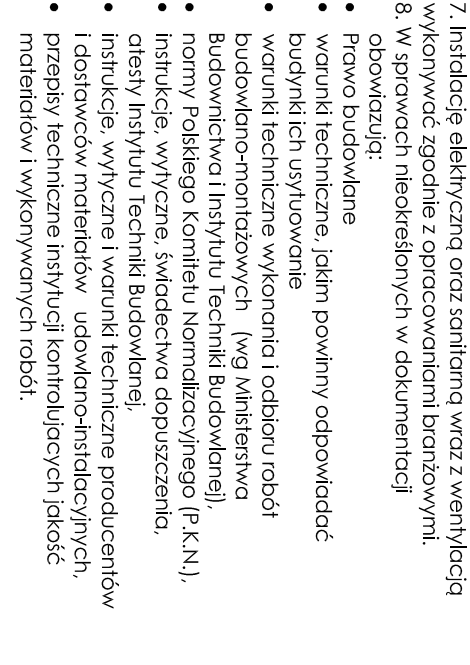 7. Instalację elektryczną oraz sanitarną wraz z wentylacją
wykonywać zgodnie z opracowaniami branżowymi.
8. W sprawach nieokreślonych w dokumentacji
obowiązują:
• Prawo budowlane
• warunki techniczne, jakim powinny odpowiadać
budynki ich usytuowanie
• warunki techniczne wykonania i odbioru robót
budowlano-montażowych (wg Ministerstwa
Budownictwa i Instytutu Techniki Budowlanej),
• normy Polskiego Komitetu Normalizacyjnego (P.K.N.),
• instrukcje, wytyczne, świadectwa dopuszczenia,
atesty Instytutu Techniki Budowlanej,
• instrukcje, wytyczne i warunki techniczne producentów
i dostawców materiałów udowlano-instalacyjnych,
• przepisy techniczne instytucji kontrolujacych jakość
materiałów i wykonywanych robót.